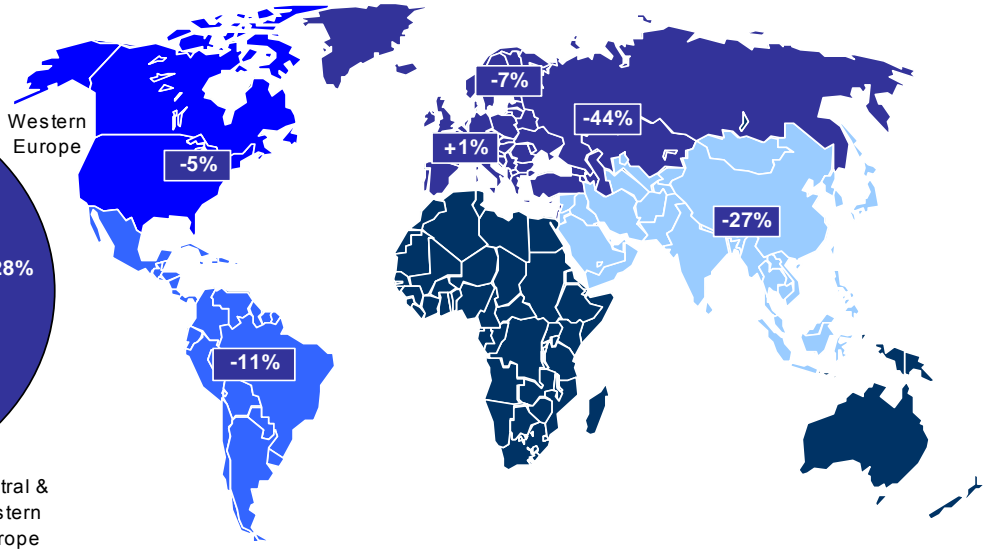 -7%
-44%
Western
Europe
+1%
-5%
-27%
28%
-11%
tral &
stern
rope